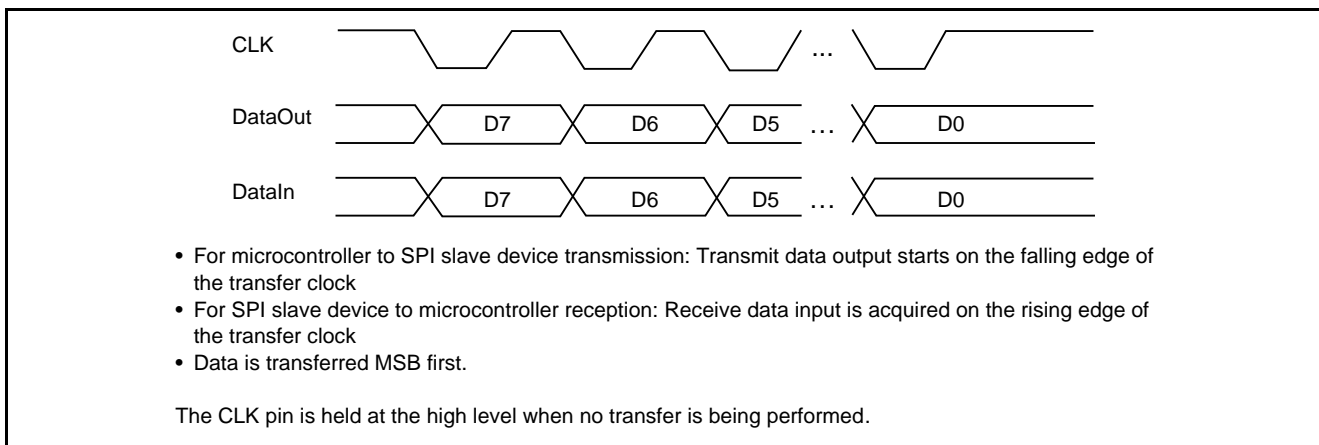 CLK ...
DataOut D7 D6 D5 ... D0
DataIn D7 D6 D5 ... D0
• For microcontroller to SPI slave device transmission: Transmit data output starts on the falling edge of
the transfer clock
• For SPI slave device to microcontroller reception: Receive data input is acquired on the rising edge of
the transfer clock
• Data is transferred MSB first.
The CLK pin is held at the high level when no transfer is being performed.